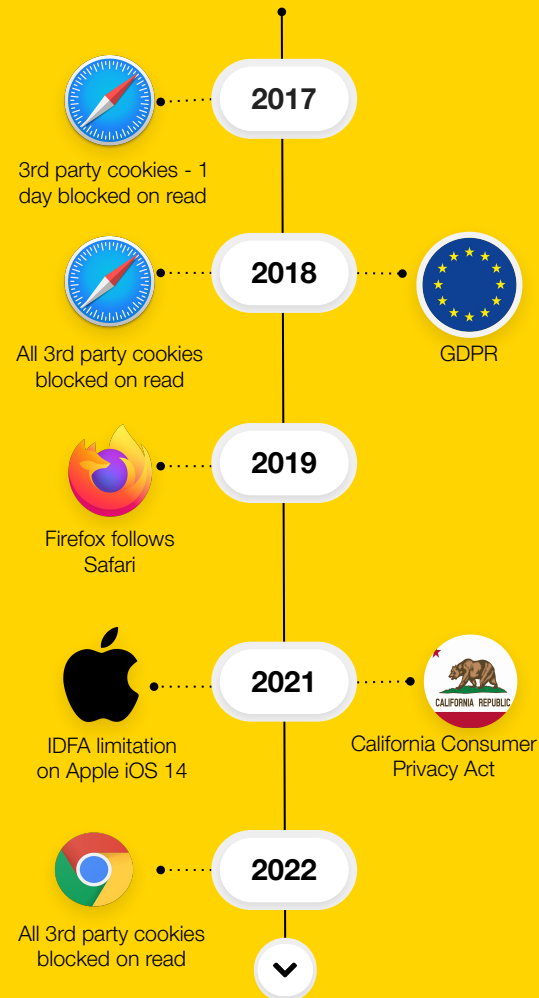 2017
3rd party cookies - 1
day blocked on read
2018
All 3rd party cookies
blocked on read
GDPR
2019
Firefox follows
Safari
2021
IDFA limitation
on Apple iOS 14
CALIFORNIA REPUBLIC
California Consumer
Privacy Act
2022
All 3rd party cookies
blocked on read